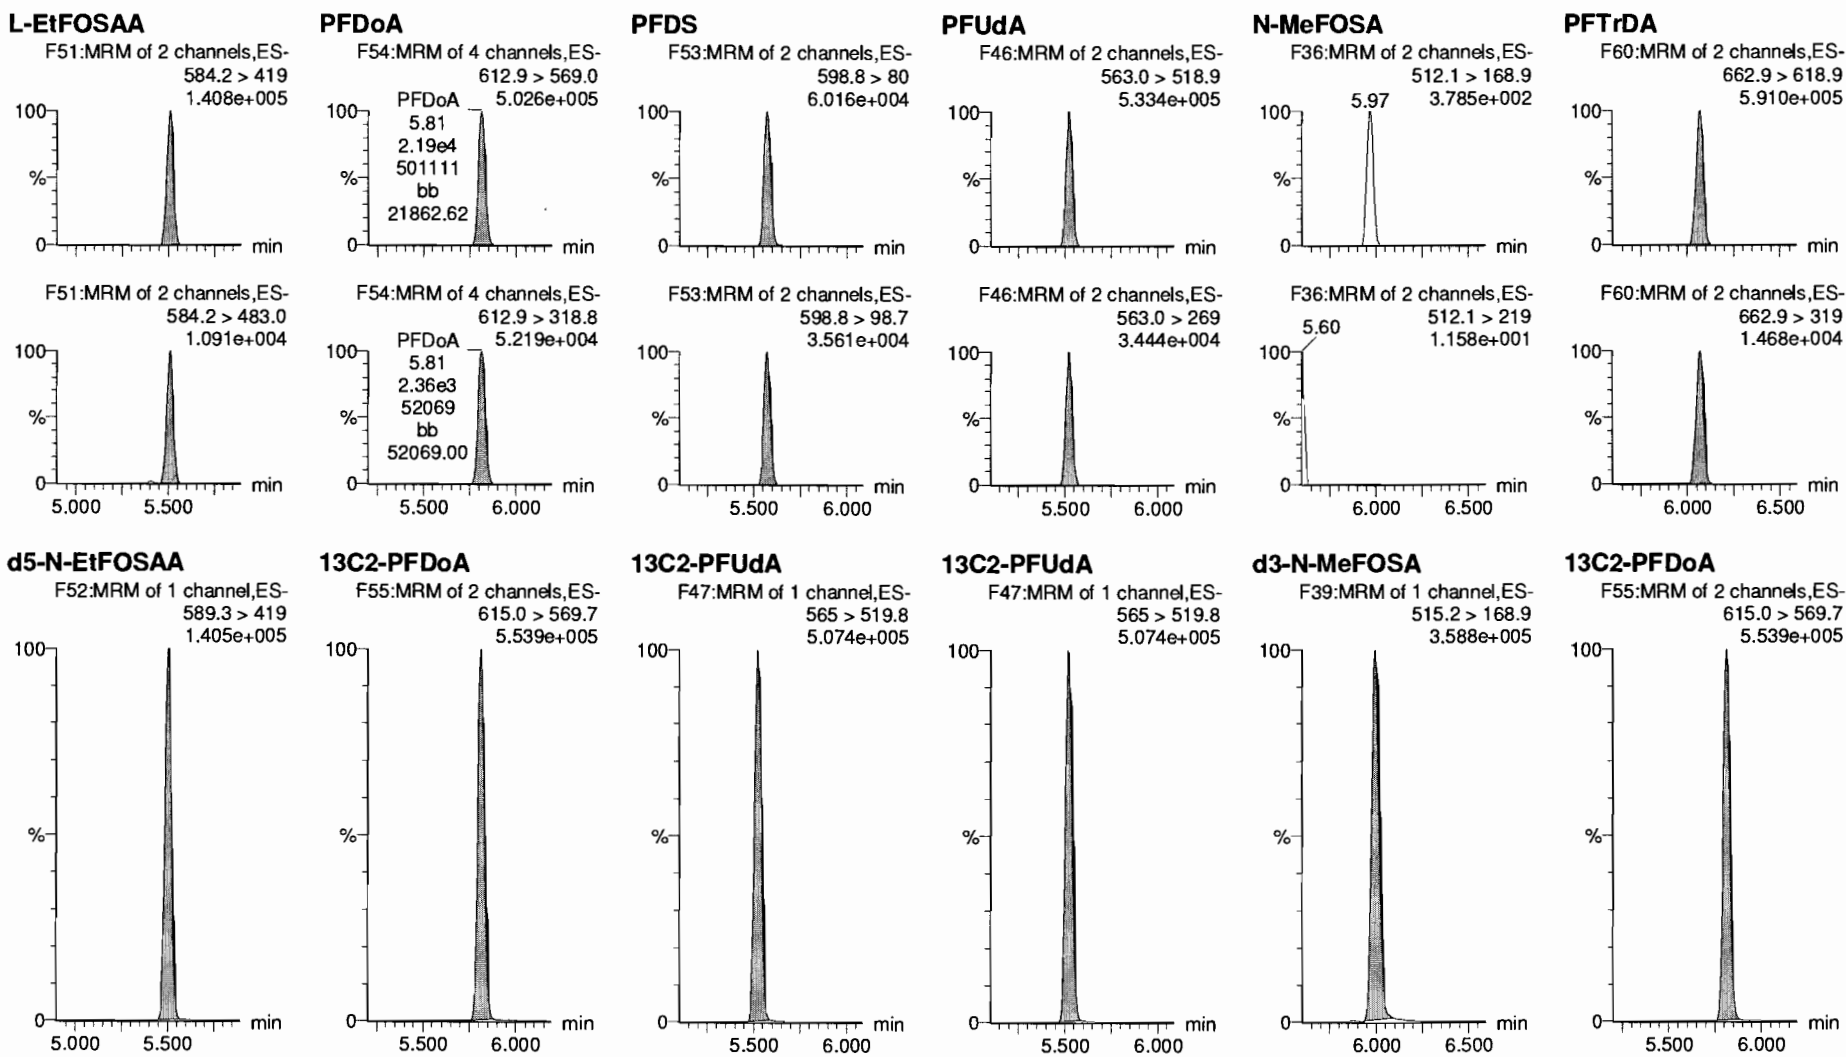 L-EtFOSAA
F51:MRM of 2 channels,ES-
584.2 > 419
1.408e+005
100
%
0
min
PFDoA
F54:MRM of 4 channels,ES-
612.9 > 569.0
5.026e+005
PFDoA
5.81
2.19e4
501111
bb
21862.62
100
%
0
min
PFDS
F53:MRM of 2 channels,ES-
598.8 > 80
6.016e+004
100
%
0
min
PFUdA
F46:MRM of 2 channels,ES-
563.0 > 518.9
5.334e+005
100
%
0
min
N-MeFOSA
F36:MRM of 2 channels,ES-
512.1 > 168.9
3.785e+002
5.97
100
%
0
min
PFTrDA
F60:MRM of 2 channels,ES-
662.9 > 618.9
5.910e+005
100
%
0
min
F51:MRM of 2 channels,ES-
584.2 > 483.0
1.091e+004
100
%
0
min
5.000 5.500
F54:MRM of 4 channels,ES-
612.9 > 318.8
5.219e+004
PFDoA
5.81
2.36e3
52069
bb
52069.00
100
%
0
min
5.500 6.000
F53:MRM of 2 channels,ES-
598.8 > 98.7
3.561e+004
100
%
0
min
5.500 6.000
F46:MRM of 2 channels,ES-
563.0 > 269
3.444e+004
100
%
0
min
5.500 6.000
F36:MRM of 2 channels,ES-
512.1 > 219
1.158e+001
5.60
100
%
0
min
6.000 6.500
F60:MRM of 2 channels,ES-
662.9 > 319
1.468e+004
100
%
0
min
6.000 6.500
d5-N-EtFOSAA
F52:MRM of 1 channel,ES-
589.3 > 419
1.405e+005
100
%
0
min
5.000 5.500
13C2-PFDoA
F55:MRM of 2 channels,ES-
615.0 > 569.7
5.539e+005
100
%
0
min
5.500 6.000
13C2-PFUdA
F47:MRM of 1 channel,ES-
565 > 519.8
5.074e+005
100
%
0
min
5.500 6.000
13C2-PFUdA
F47:MRM of 1 channel,ES-
565 > 519.8
5.074e+005
100
%
0
min
5.500 6.000
d3-N-MeFOSA
F39:MRM of 1 channel,ES-
515.2 > 168.9
3.588e+005
100
%
0
min
6.000 6.500
13C2-PFDoA
F55:MRM of 2 channels,ES-
615.0 > 569.7
5.539e+005
100
%
0
min
5.500 6.000